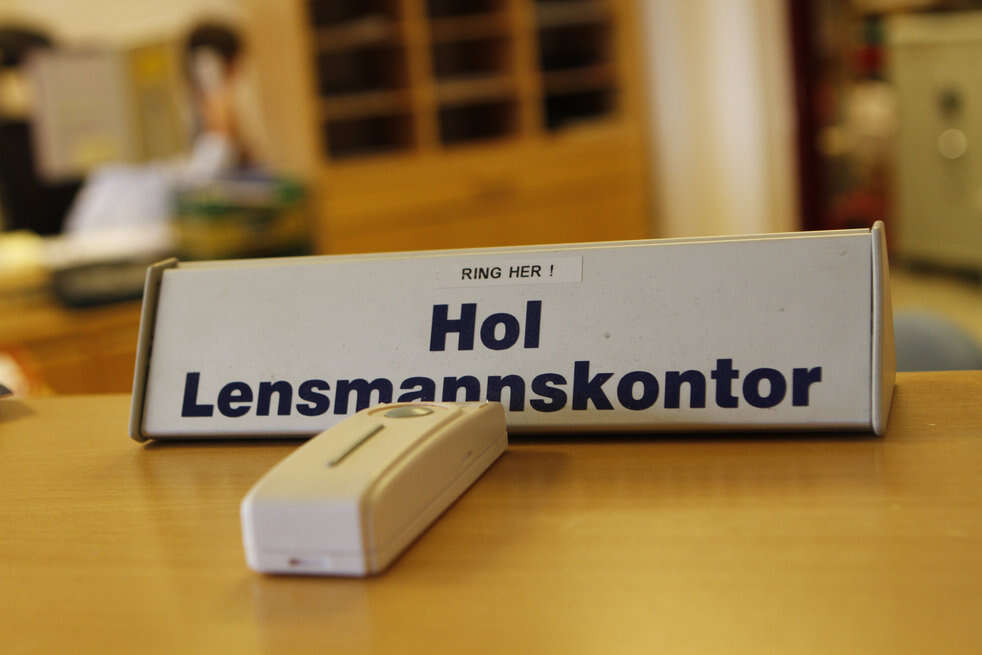 RING HER !
Hol
Lensmannskontor